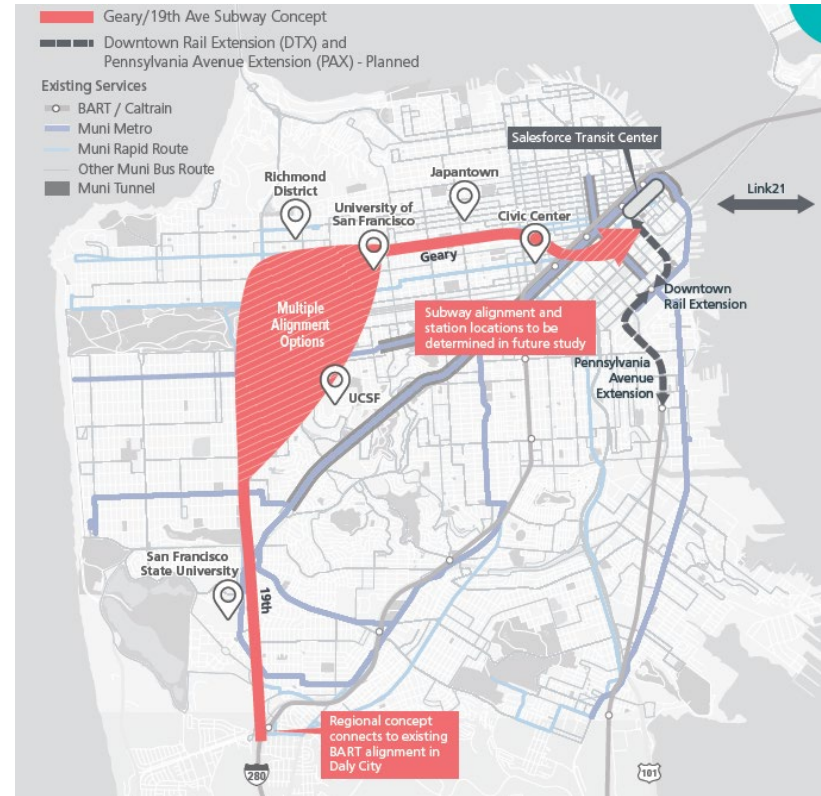 Geary/19th Ave Subway Concept
Downtown Rail Extension (DTX) and
Pennsylvania Avenue Extension (PAX) - Planned
Existing Services
BART / Caltrain
Muni Metro
Muni Rapid Route
Other Muni Bus Route
Muni Tunnel
Salesforce Transit Center
Link21
Richmond
District
Japantown
University of
San Francisco
Civic Center
Geary
Multiple
Alignment
Options
Subway alignment and
station locations to be
determined in future study
Downtown
Rail Extension
Pennsylvania
Avenue
Extension
UCSF
San Francisco
State University
19th
Regional concept
connects to existing
BART alignment in
Daly City
280
101